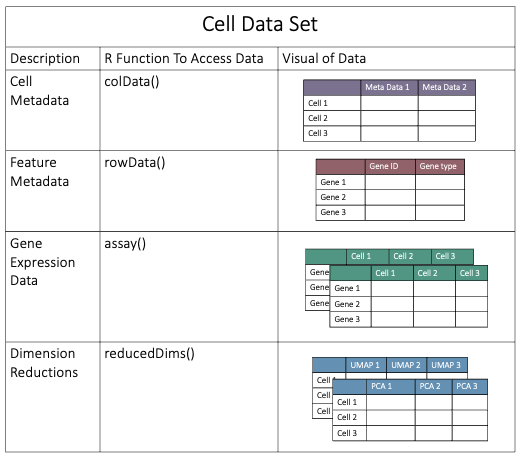 Cell Data Set
Description R Function To Access Data Visual of Data
Cell Metadata colData()
Meta Data 1 Meta Data 2
Cell 1
Cell 2
Cell 3
Feature Metadata rowData()
Gene ID Gene type
Gene 1
Gene 2
Gene 3
Gene Expression Data assay()
Cell 1 Cell 2 Cell 3
Gene
Gene
Gene
Cell 1 Cell 2 Cell 3
Gene 1
Gene 2
Gene 3
Dimension Reductions reducedDims()
UMAP 1 UMAP 2 UMAP 3
Cell
Cell
Cell
PCA 1 PCA 2 PCA 3
Cell 1
Cell 2
Cell 3